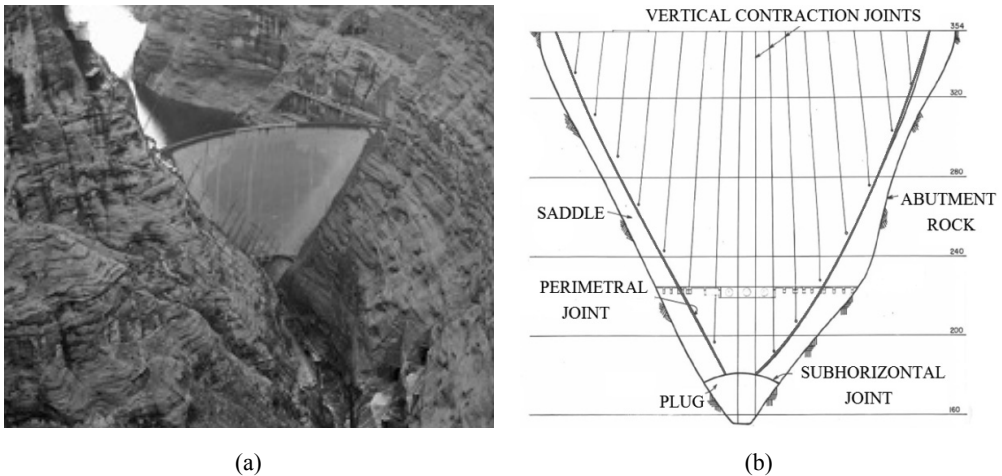 VERTICAL CONTRACTION JOINTS
354
320
280
SADDLE
ABUTMENT
ROCK
240
PERIMETRAL
JOINT
200
SUBHORIZONTAL
JOINT
PLUG
160
(a)
(b)